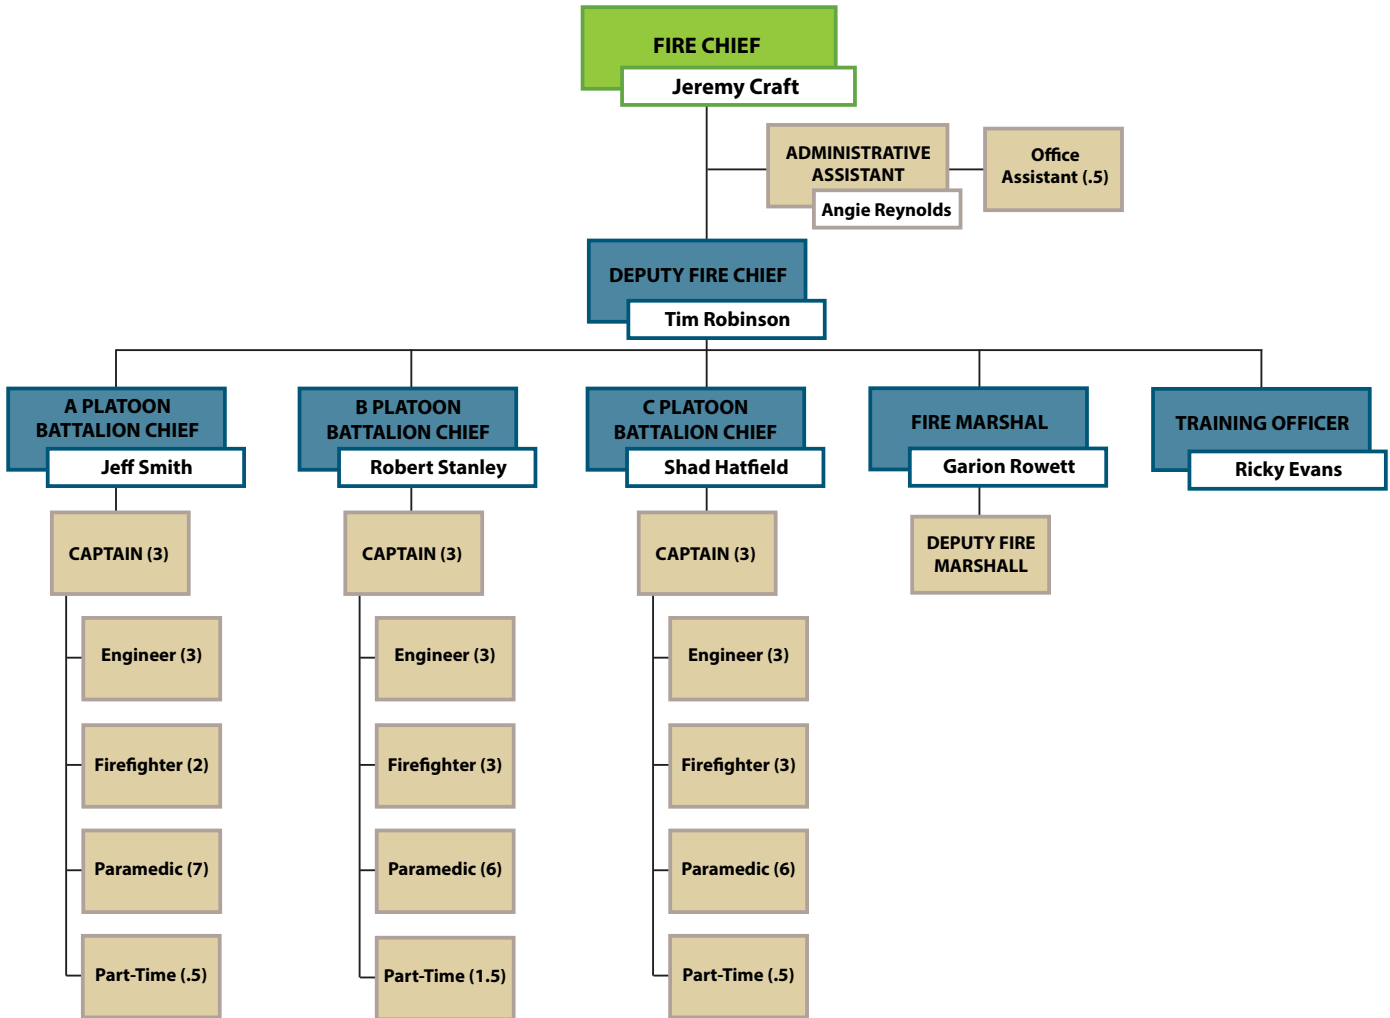 FIRE CHIEF
Jeremy Craft
ADMINISTRATIVE
ASSISTANT
Angie Reynolds
Office
Assistant (.5)
DEPUTY FIRE CHIEF
Tim Robinson
A PLATOON
BATTALION CHIEF
Jeff Smith
B PLATOON
BATTALION CHIEF
Robert Stanley
C PLATOON
BATTALION CHIEF
Shad Hatfield
FIRE MARSHAL
Garion Rowett
TRAINING OFFICER
Ricky Evans
CAPTAIN (3)
Engineer (3)
Firefighter (2)
Paramedic (7)
Part-Time (.5)
CAPTAIN (3)
Engineer (3)
Firefighter (3)
Paramedic (6)
Part-Time (1.5)
CAPTAIN (3)
Engineer (3)
Firefighter (3)
Paramedic (6)
Part-Time (.5)
DEPUTY FIRE
MARSHALL